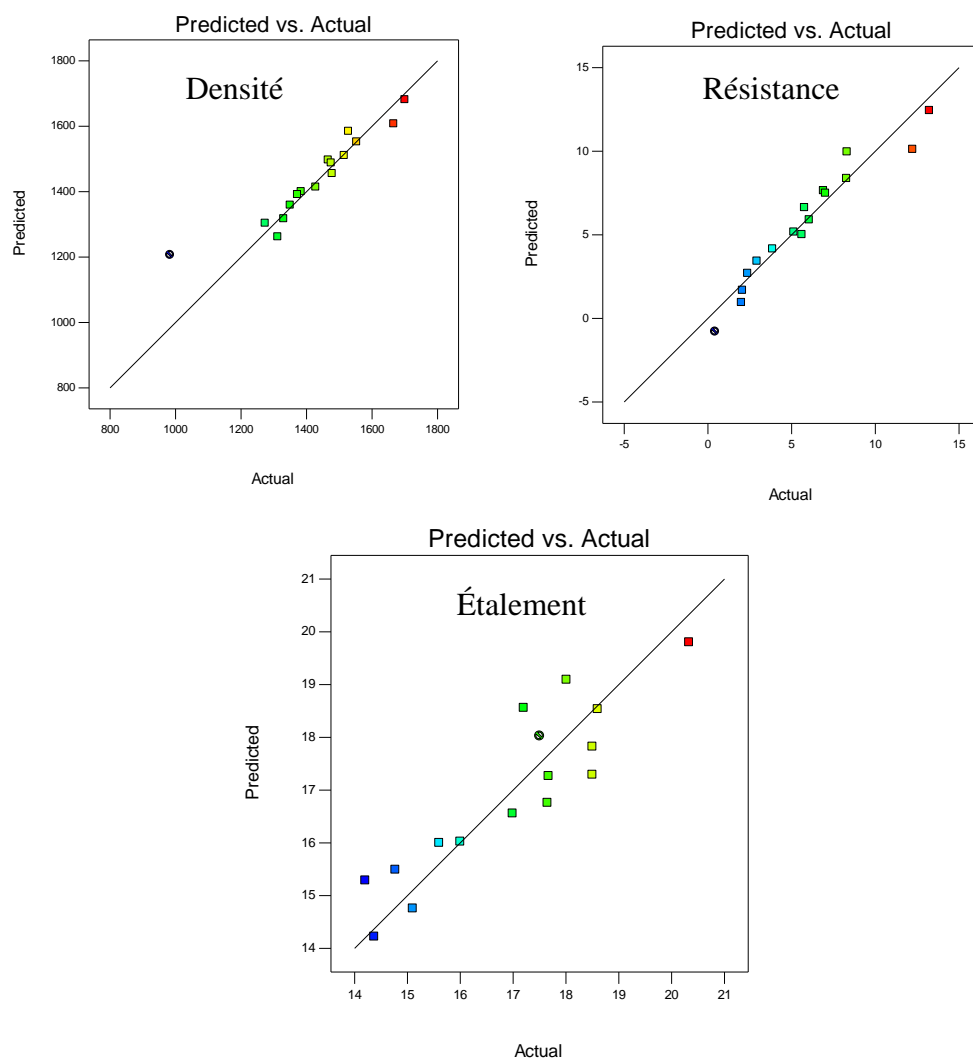 Predicted vs. Actual
Densité
1800
1600
1400
1200
1000
800
Predicted
800 1000 1200 1400 1600 1800
Actual
Predicted vs. Actual
Résistance
15
10
5
0
-5
Predicted
-5 0 5 10 15
Actual
Predicted vs. Actual
Étalement
21
20
19
18
17
16
15
14
Predicted
14 15 16 17 18 19 20 21
Actual